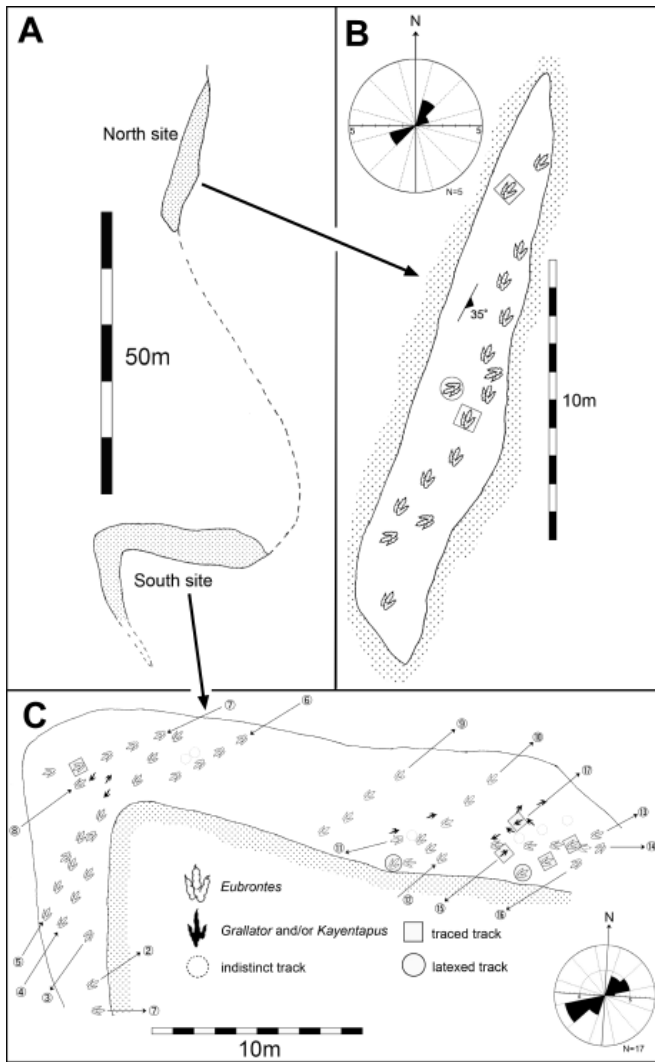 A
North site
50m
South site
B
N
5
5
N=5
35°
10m
C
⑦
⑥
⑨
⑩
⑰
⑧
⑬
⑪
⑭
⑫
⑮
⑯
⑤
④
③
②
⑦
Eubrontes
Grallator and/or Kayentapus
indistinct track
traced track
latexed track
10m
N
N=17